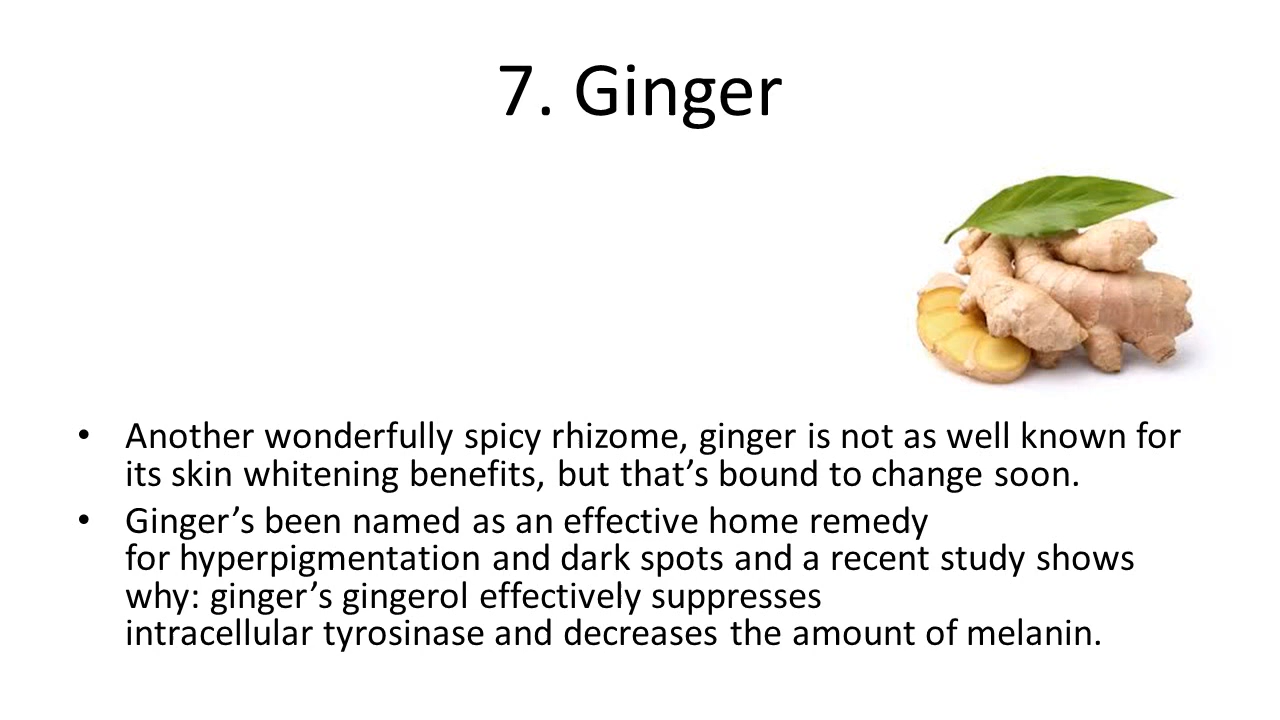 7. Ginger
• Another wonderfully spicy rhizome, ginger is not as well known for
its skin whitening benefits, but that’s bound to change soon.
• Ginger’s been named as an effective home remedy
for hyperpigmentation and dark spots and a recent study shows
why: ginger’s gingerol effectively suppresses
intracellular tyrosinase and decreases the amount of melanin.